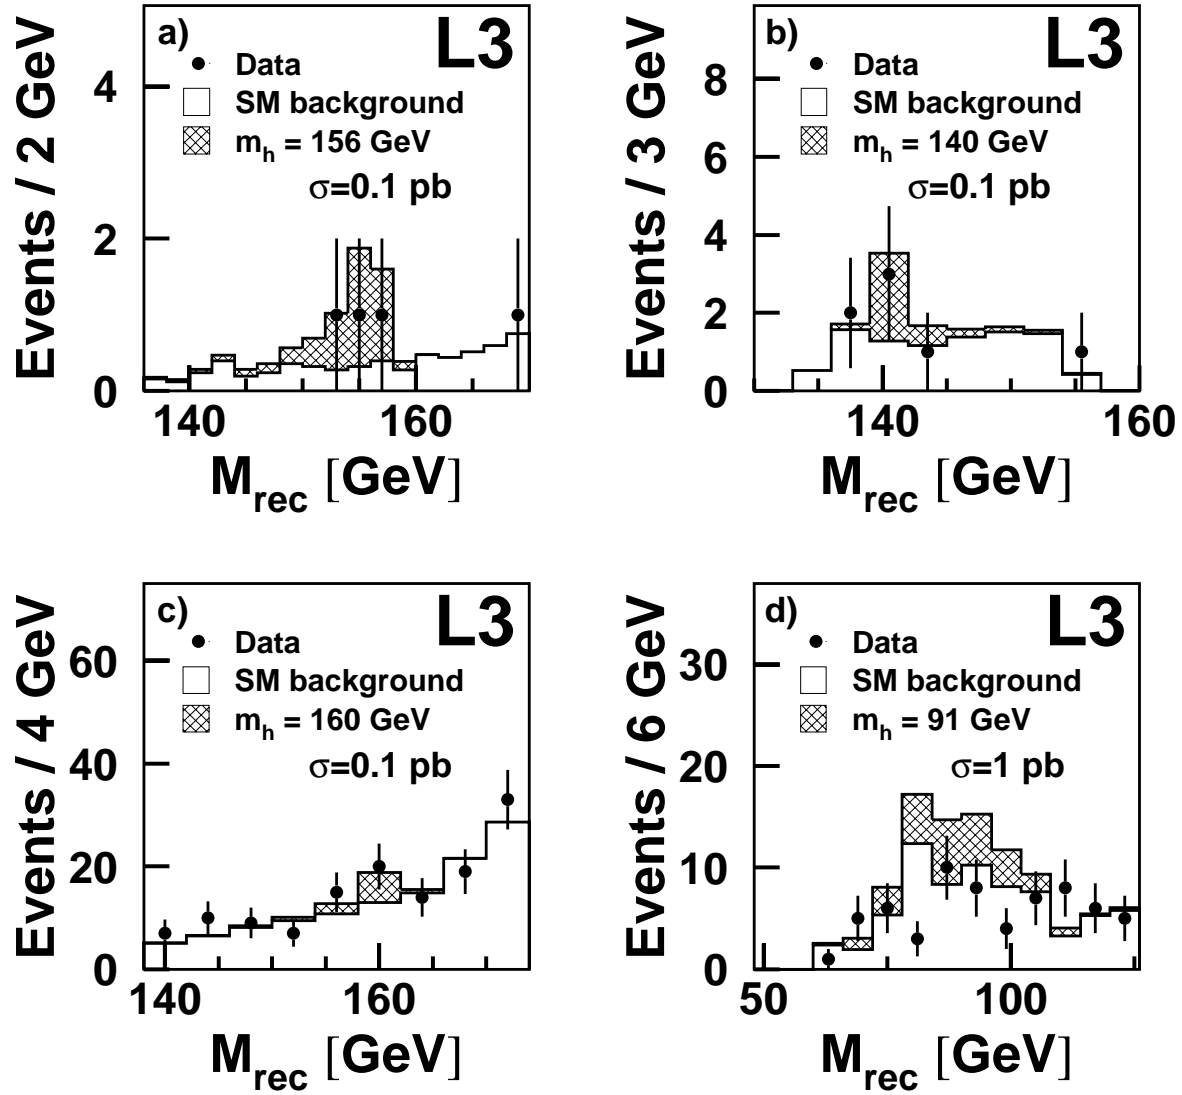 a)
L3
Data
SM background
m_h = 156 GeV
σ=0.1 pb
Events / 2 GeV
4
2
0
140 160
M_rec [GeV]
b)
L3
Data
SM background
m_h = 140 GeV
σ=0.1 pb
Events / 3 GeV
8
6
4
2
0
140 160
M_rec [GeV]
c)
L3
Data
SM background
m_h = 160 GeV
σ=0.1 pb
Events / 4 GeV
60
40
20
0
140 160
M_rec [GeV]
d)
L3
Data
SM background
m_h = 91 GeV
σ=1 pb
Events / 6 GeV
30
20
10
0
50 100
M_rec [GeV]